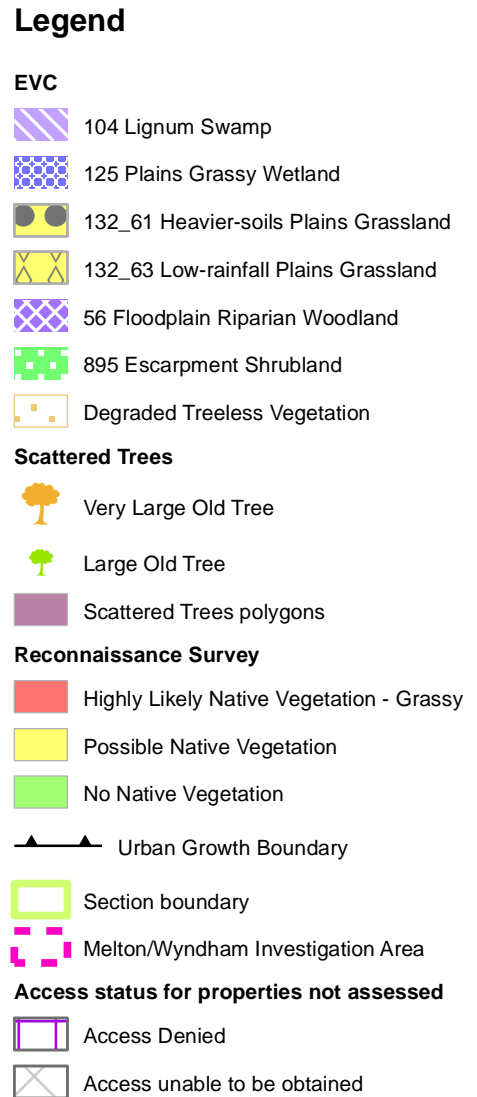 Legend
EVC
104 Lignum Swamp
125 Plains Grassy Wetland
132_61 Heavier-soils Plains Grassland
132_63 Low-rainfall Plains Grassland
56 Floodplain Riparian Woodland
895 Escarpment Shrubland
Degraded Treeless Vegetation
Scattered Trees
Very Large Old Tree
Large Old Tree
Scattered Trees polygons
Reconnaissance Survey
Highly Likely Native Vegetation - Grassy
Possible Native Vegetation
No Native Vegetation
Urban Growth Boundary
Section boundary
Melton/Wyndham Investigation Area
Access status for properties not assessed
Access Denied
Access unable to be obtained